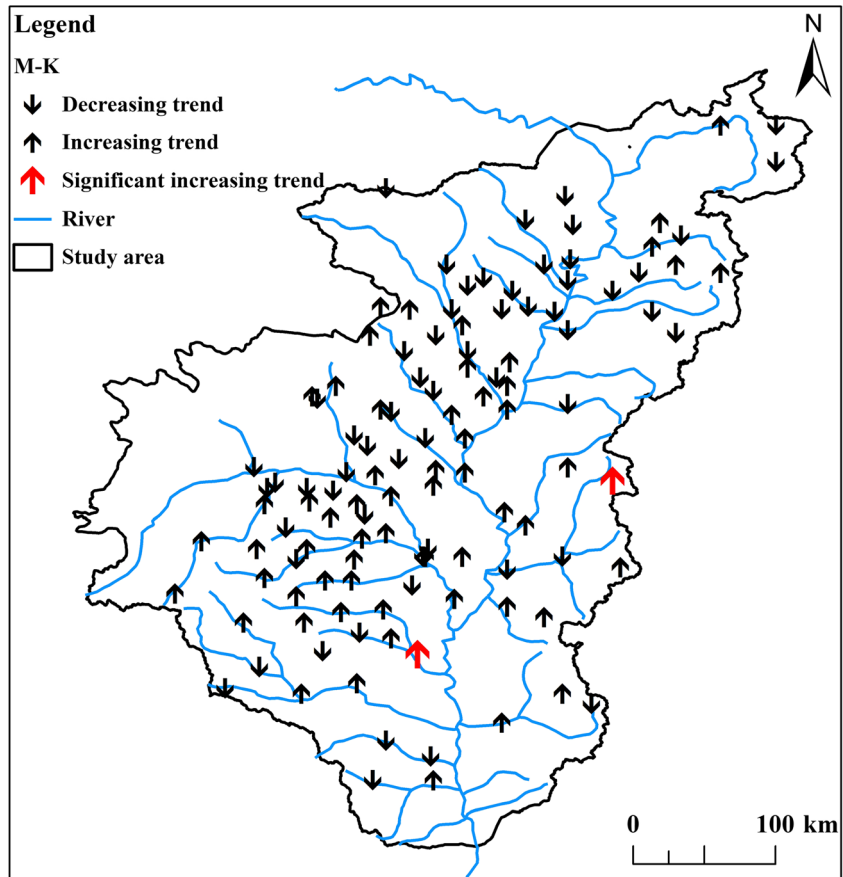 Legend
N
M-K
Decreasing trend
Increasing trend
Significant increasing trend
River
Study area
0 100 km